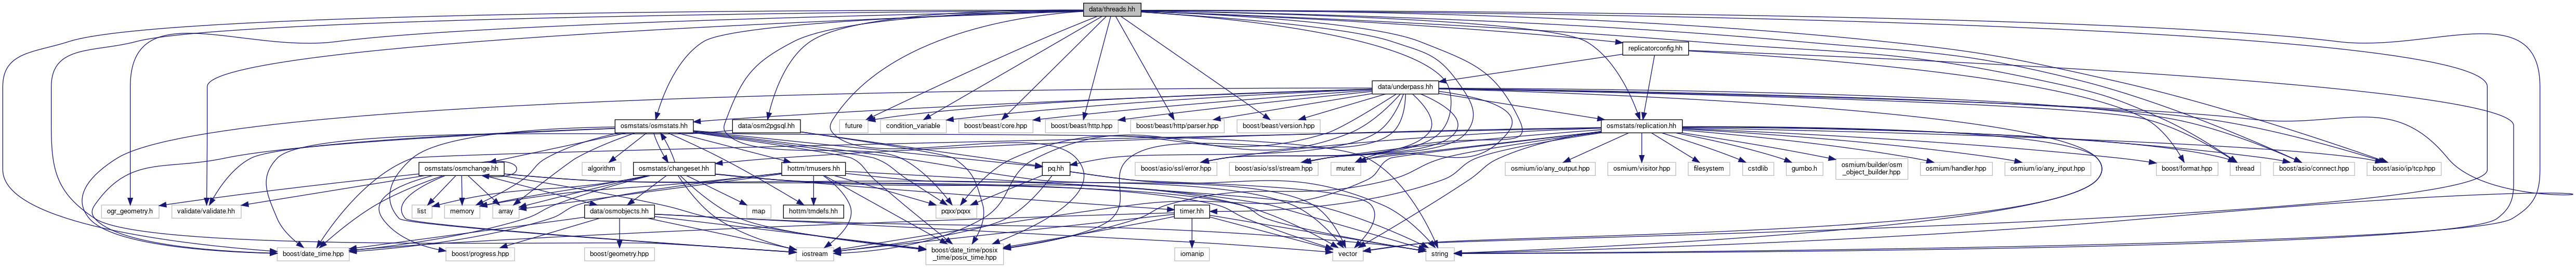 data/threads.hh
replicatorconfig.hh
data/underpass.hh
osmstats/osmstats.hh
data/osm2pgsql.hh
future
condition_variable
boost/beast/core.hpp
boost/beast/http.hpp
boost/beast/http/parser.hpp
boost/beast/version.hpp
osmstats/replication.hh
osmstats/osmchange.hh
algorithm
osmstats/changeset.hh
hottm/tmusers.hh
pq.hh
boost/asio/ssl/error.hpp
boost/asio/ssl/stream.hpp
mutex
osmium/io/any_output.hpp
osmium/visitor.hpp
filesystem
cstdlib
gumbo.h
osmium/builder/osm
_object_builder.hpp
osmium/handler.hpp
osmium/io/any_input.hpp
boost/format.hpp
thread
boost/asio/connect.hpp
boost/asio/ip/tcp.hpp
ogr_geometry.h
validate/validate.hh
list
memory
array
data/osmobjects.hh
map
hottm/tmdefs.hh
pqxx/pqxx
timer.hh
boost/date_time.hpp
boost/progress.hpp
boost/geometry.hpp
iostream
boost/date_time/posix
_time/posix_time.hpp
iomanip
vector
string